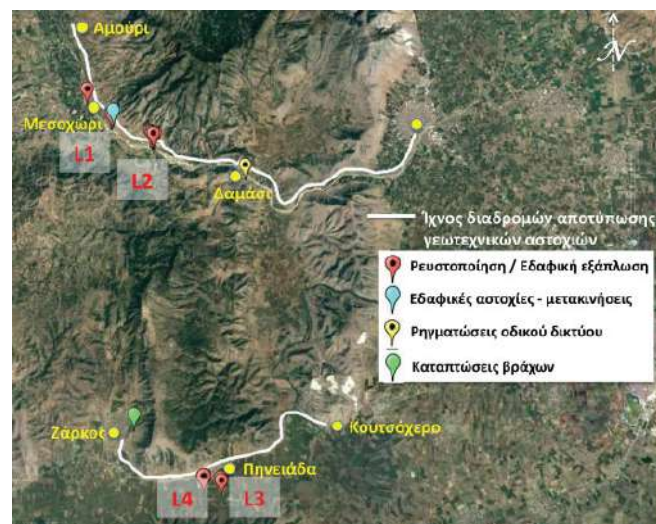 Αμούρι
N
Μεσοχώρι
L1
L2
Δαμάσι
Ίχνος διαδρομών αποτύπωσης
γεωτεχνικών αστοχιών
Ρευστοποίηση / Εδαφική εξάπλωση
Εδαφικές αστοχίες - μετακινήσεις
Ρηγματώσεις οδικού δικτύου
Καταπτώσεις βράχων
Ζάρκος
Κουτσόχερο
Πηνειάδα
L4
L3